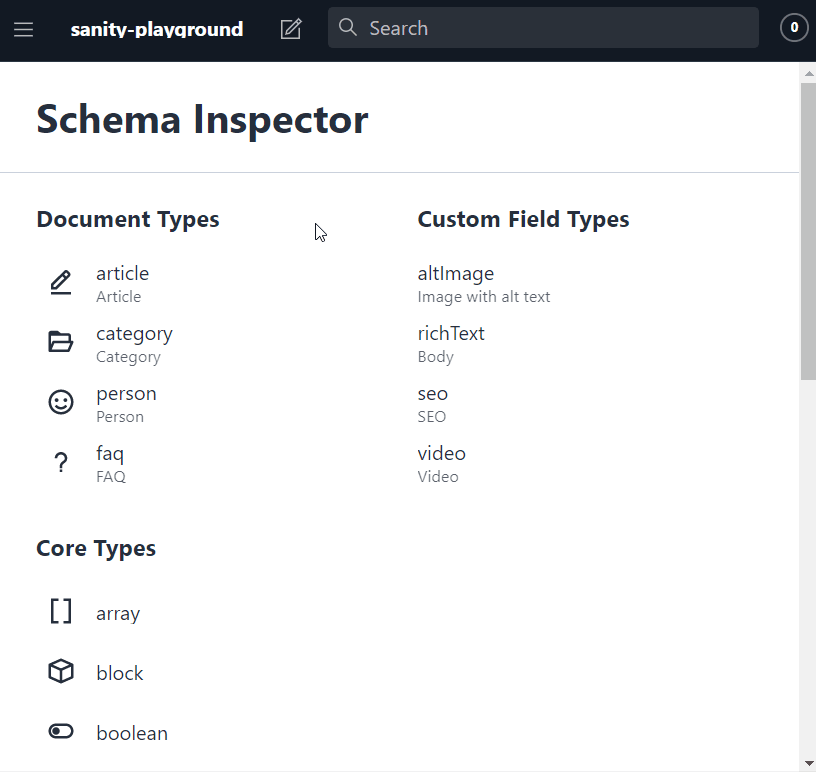 sanity-playground
Search
0
Schema Inspector
Document Types
article
Article
category
Category
person
Person
faq
FAQ
Custom Field Types
altImage
Image with alt text
richText
Body
seo
SEO
video
Video
Core Types
array
block
boolean